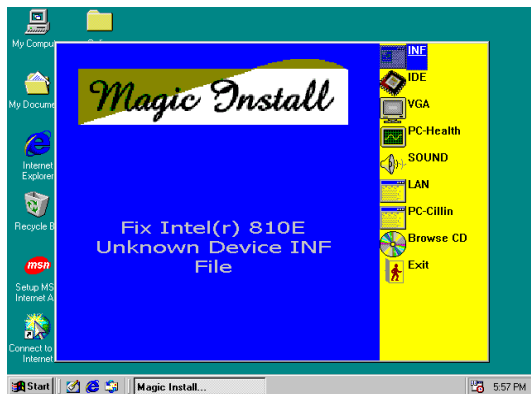 My Compu
My Docume
Internet
Explorer
Recycle B
msn
Setup MS
Internet A
Connect to
Internet
Magic Install
Fix Intel(r) 810E
Unknown Device INF
File
INF
IDE
VGA
PC-Health
SOUND
LAN
PC-Cillin
Browse CD
Exit
Start
Magic Install...
5:57 PM